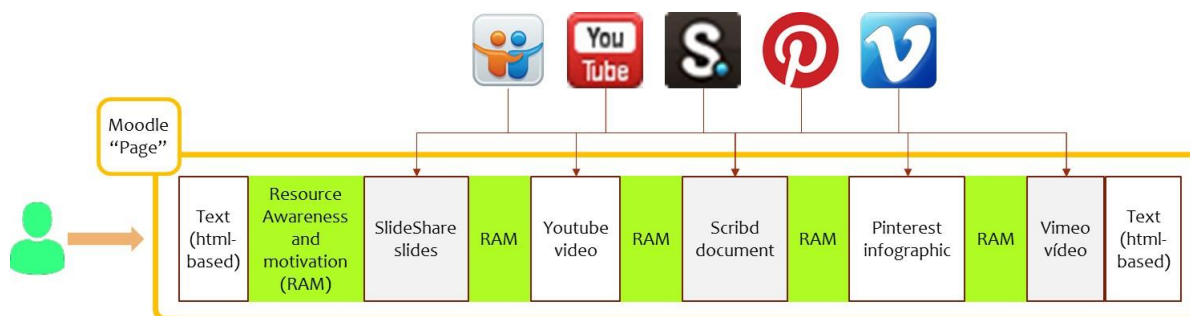 You
Tube
S.
Moodle
“Page”
Text
(html-
based)
Resource
Awareness
and
motivation
(RAM)
SlideShare
slides
RAM
Youtube
video
RAM
Scribd
document
RAM
Pinterest
infographic
RAM
Vimeo
vídeo
Text
(html-
based)